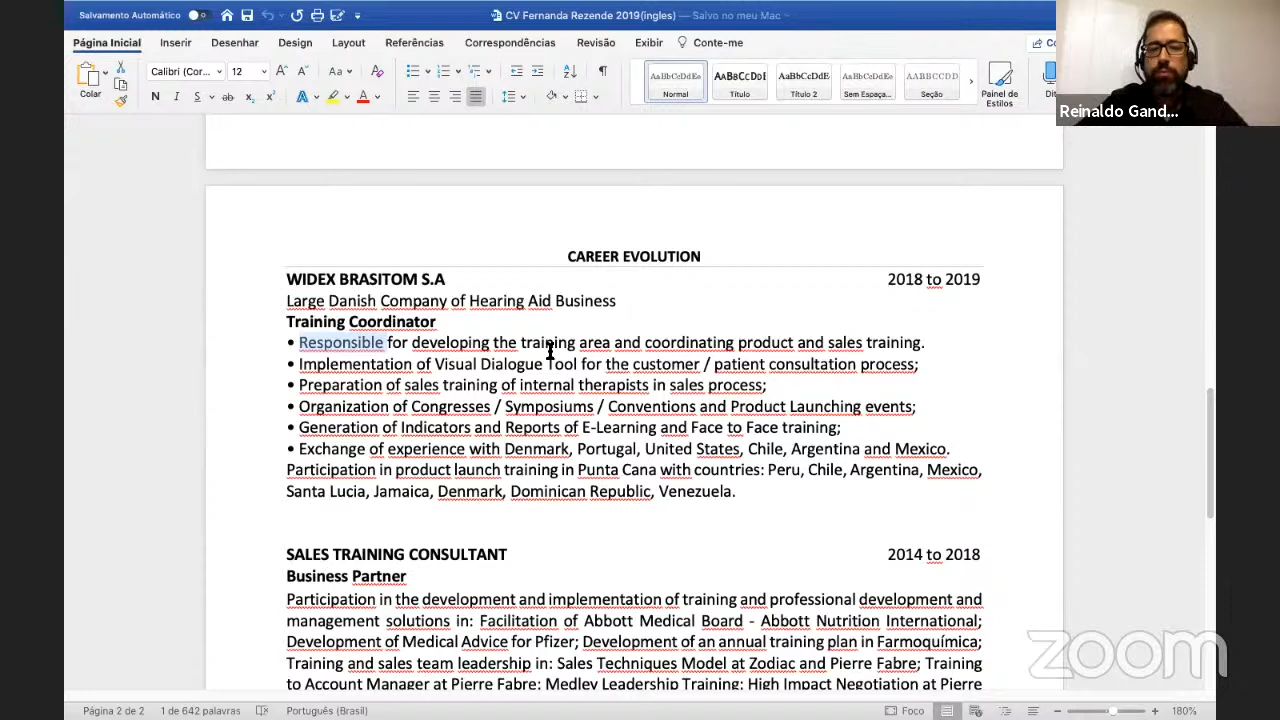 Salvamento Automático
CV Fernanda Rezende 2019(ingles) — Salvo no meu Mac
Página Inicial Inserir Desenhar Design Layout Referências Correspondências Revisão Exibir Conte-me Co
Colar
Calibri (Cor... 12 A A Aa A
N I S ab x₂ x² A A
AaBbCcDdEe AaBbCcDdE AaBbCcDdE AaBbCcDdEe AaBbCcDd
Normal Título Título 2 Sem Espaça... Seção
Painel de Estilos
Dit
Reinaldo Gand...
CAREER EVOLUTION
WIDEX BRASITOM S.A 2018 to 2019
Large Danish Company of Hearing Aid Business
Training Coordinator
• Responsible for developing the training area and coordinating product and sales training.
• Implementation of Visual Dialogue Tool for the customer / patient consultation process;
• Preparation of sales training of internal therapists in sales process;
• Organization of Congresses / Symposiums / Conventions and Product Launching events;
• Generation of Indicators and Reports of E-Learning and Face to Face training;
• Exchange of experience with Denmark, Portugal, United States, Chile, Argentina and Mexico.
Participation in product launch training in Punta Cana with countries: Peru, Chile, Argentina, Mexico,
Santa Lucia, Jamaica, Denmark, Dominican Republic, Venezuela.
SALES TRAINING CONSULTANT 2014 to 2018
Business Partner
Participation in the development and implementation of training and professional development and
management solutions in: Facilitation of Abbott Medical Board - Abbott Nutrition International;
Development of Medical Advice for Pfizer; Development of an annual training plan in Farmoquímica;
Training and sales team leadership in: Sales Techniques Model at Zodiac and Pierre Fabre; Training
to Account Manager at Pierre Fabre; Medley Leadership Training; High Impact Negotiation at Pierre
zoom
Página 2 de 2 1 de 642 palavras Português (Brasil) Foco 180%